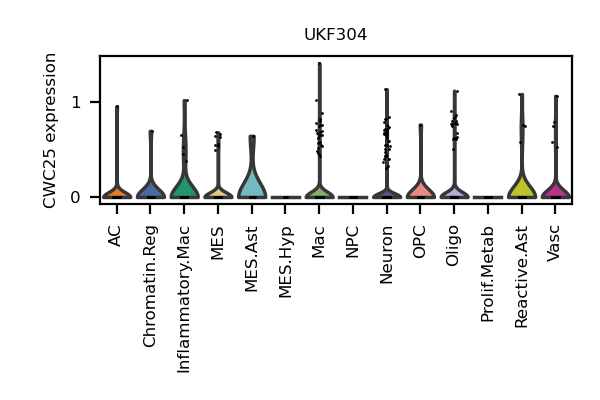 UKF304
CWC25 expression
1
0
AC
Chromatin.Reg
Inflammatory.Mac
MES
MES.Ast
MES.Hyp
Mac
NPC
Neuron
OPC
Oligo
Prolif.Metab
Reactive.Ast
Vasc